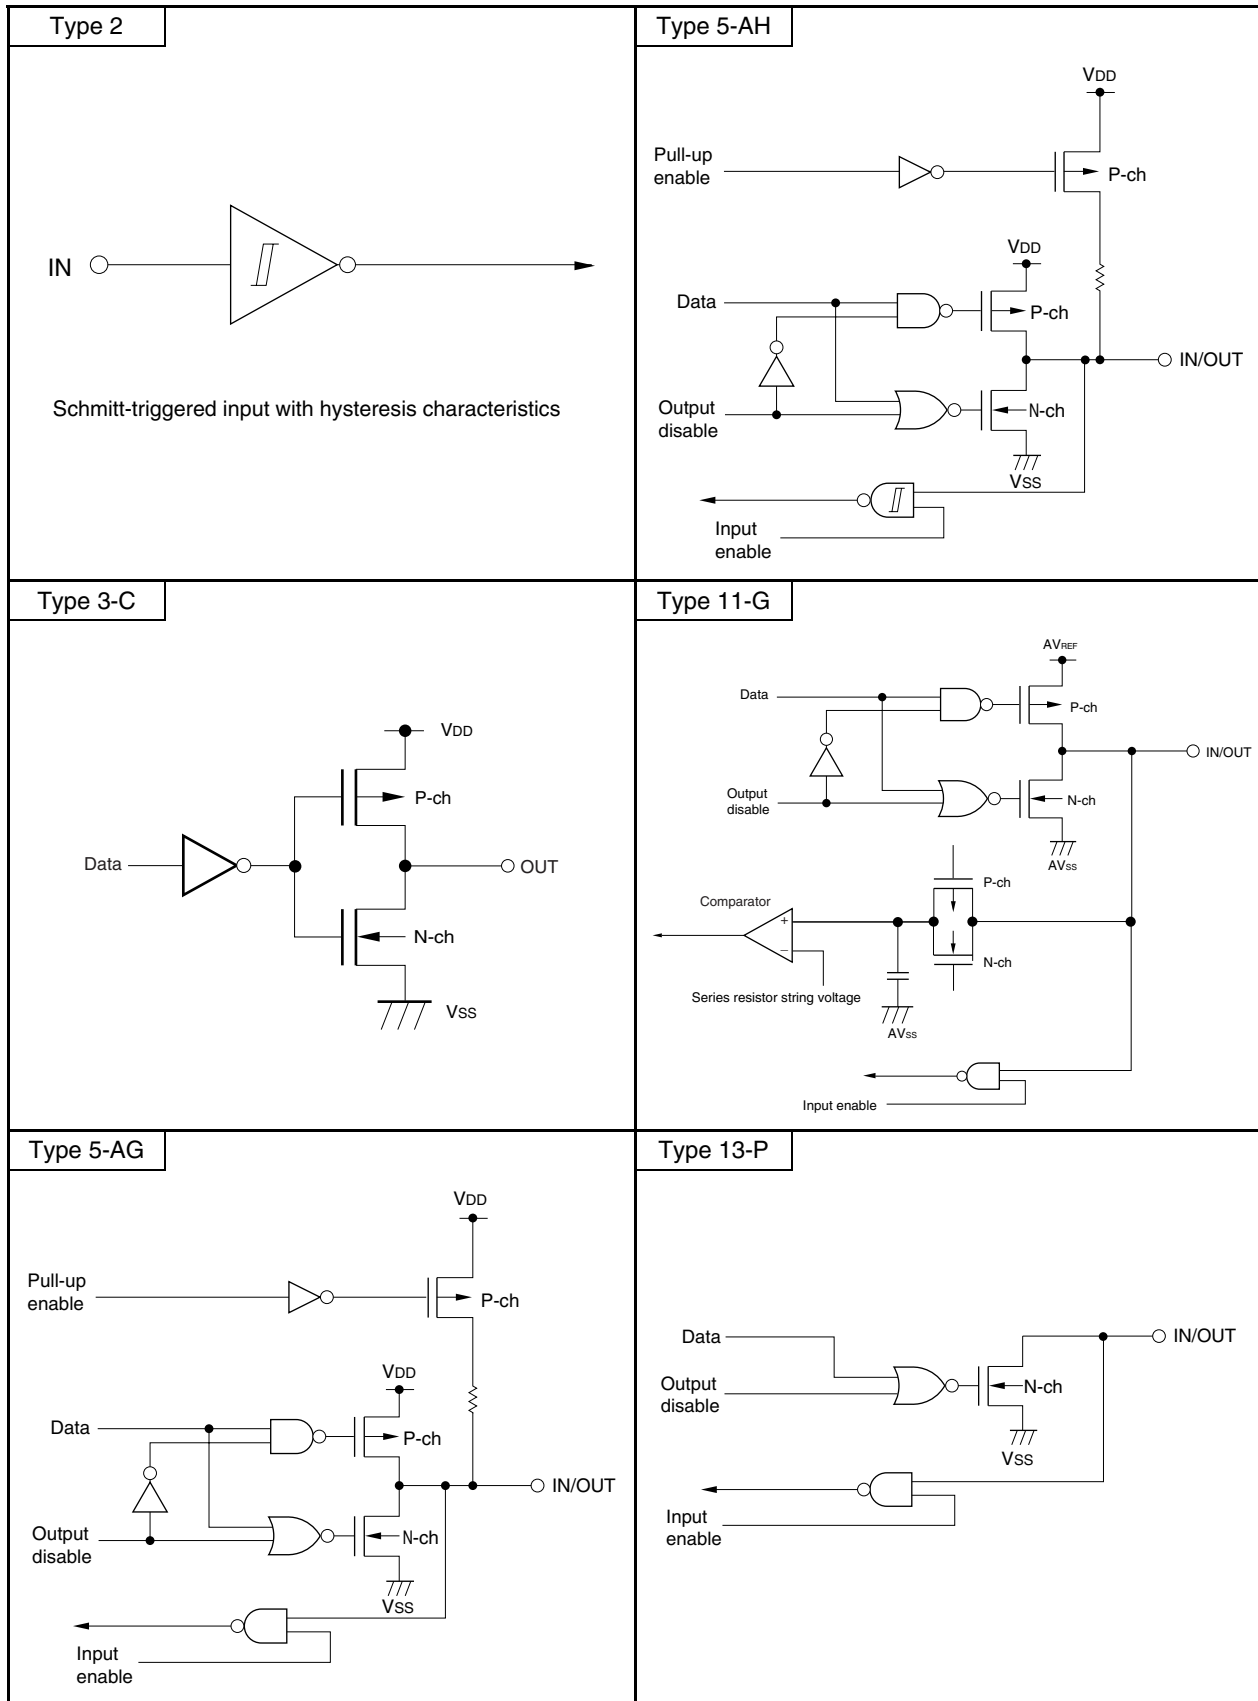 Type 2
IN
Schmitt-triggered input with hysteresis characteristics
Type 5-AH
VDD
Pull-up
enable
P-ch
VDD
Data
P-ch
IN/OUT
Output
disable
N-ch
VSS
Input
enable
Type 3-C
VDD
P-ch
Data
OUT
N-ch
VSS
Type 11-G
AVREF
Data
P-ch
IN/OUT
Output
disable
N-ch
AVSS
P-ch
Comparator
+
−
N-ch
Series resistor string voltage
AVSS
Input enable
Type 5-AG
VDD
Pull-up
enable
P-ch
VDD
Data
P-ch
IN/OUT
Output
disable
N-ch
VSS
Input
enable
Type 13-P
Data
IN/OUT
Output
disable
N-ch
VSS
Input
enable